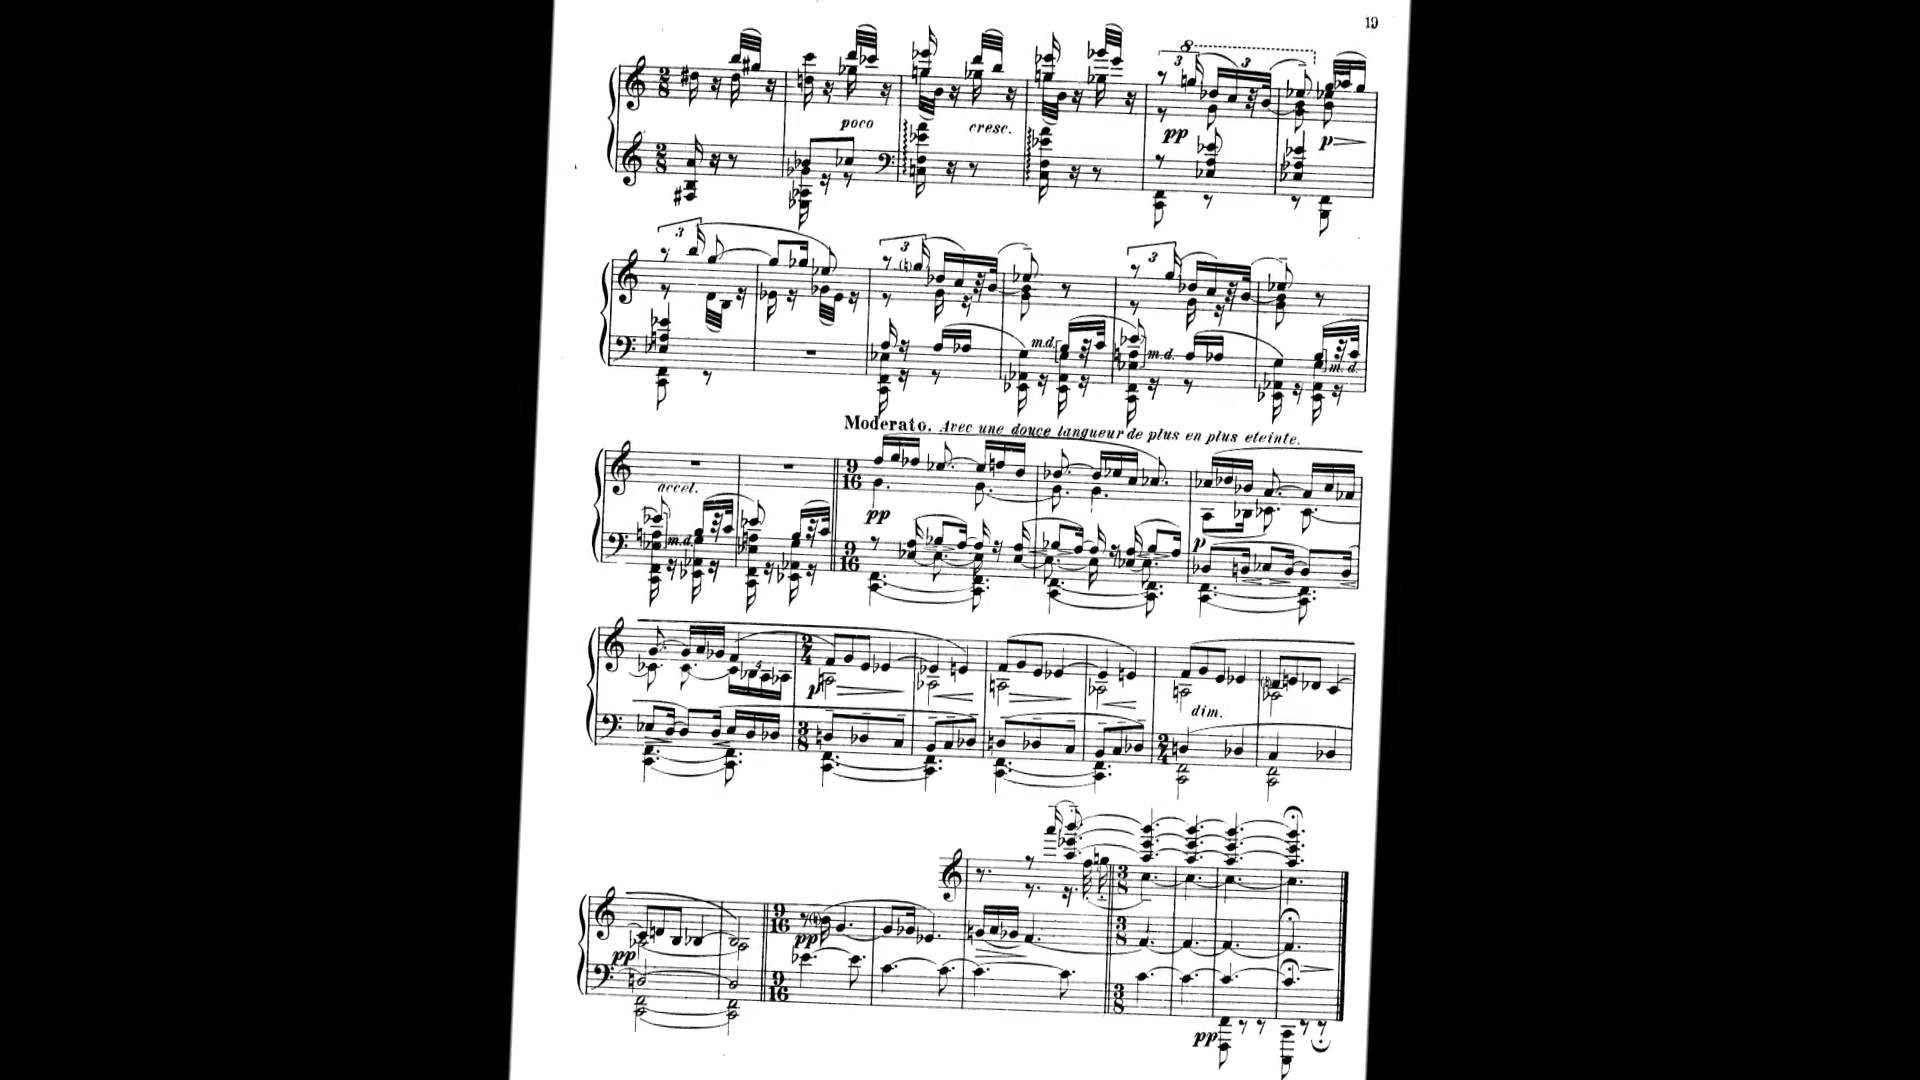 19
poco cresc.
pp p
m.d. m.d. m.d.
Moderato. Avec une douce langueur de plus en plus eteinte.
accel.
m.d. pp p
p dim.
pp pp
pp